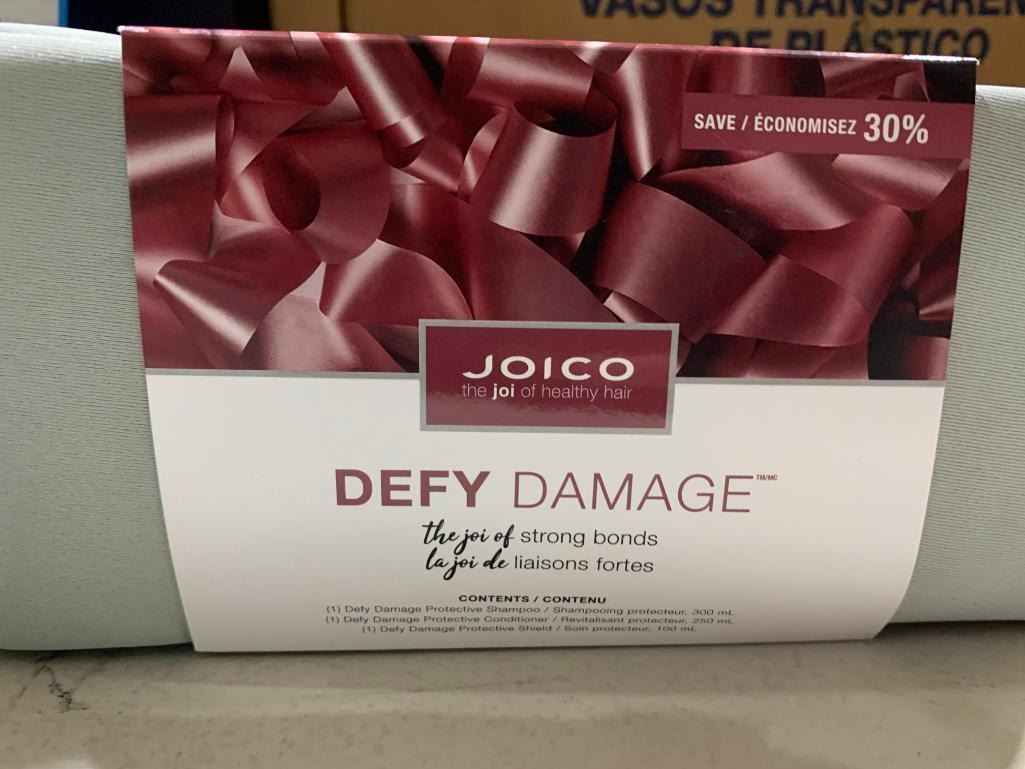 VASOS TRANSPAREN
DE PLÁSTICO
SAVE / ÉCONOMISEZ 30%
JOICO
the joi of healthy hair
DEFY DAMAGE™/MC
the joi of strong bonds
la joi de liaisons fortes
CONTENTS / CONTENU
(1) Defy Damage Protective Shampoo / Shampooing protecteur, 300 mL
(1) Defy Damage Protective Conditioner / Revitalisant protecteur, 250 mL
(1) Defy Damage Protective Shield / Soin protecteur, 100 mL